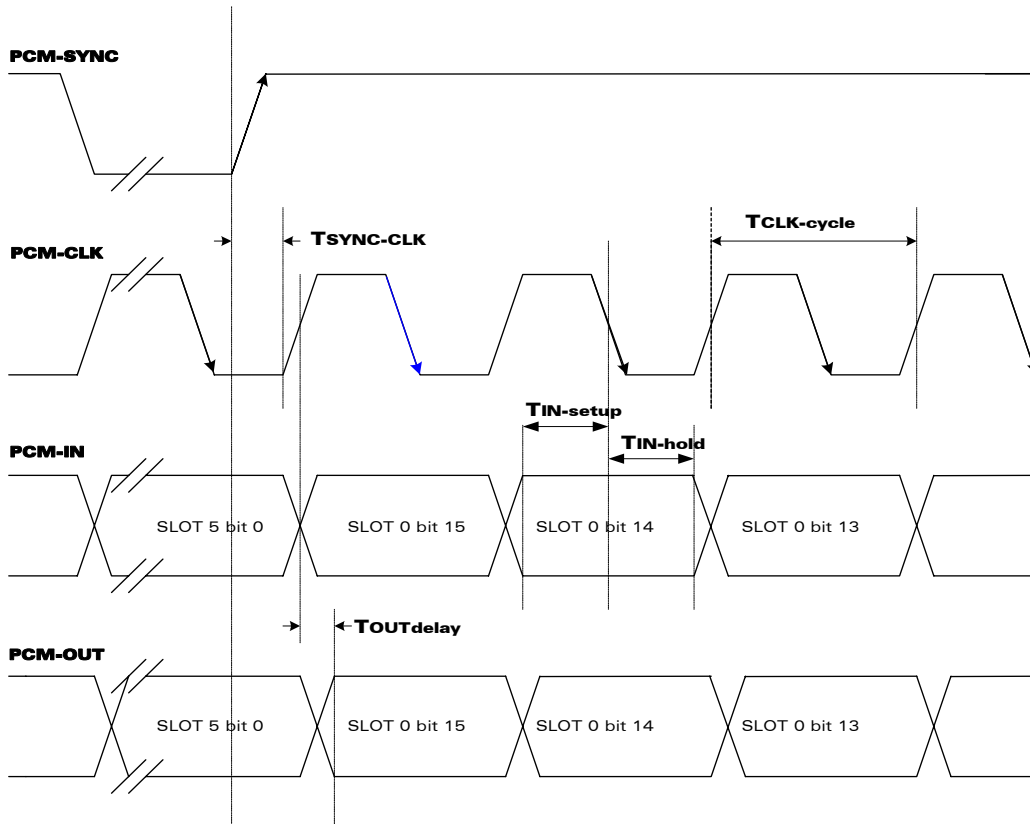 PCM-SYNC
TCLK-cycle
TSYNC-CLK
PCM-CLK
TIN-setup
TIN-hold
PCM-IN
SLOT 5 bit 0 SLOT 0 bit 15 SLOT 0 bit 14 SLOT 0 bit 13
TOUTdelay
PCM-OUT
SLOT 5 bit 0 SLOT 0 bit 15 SLOT 0 bit 14 SLOT 0 bit 13